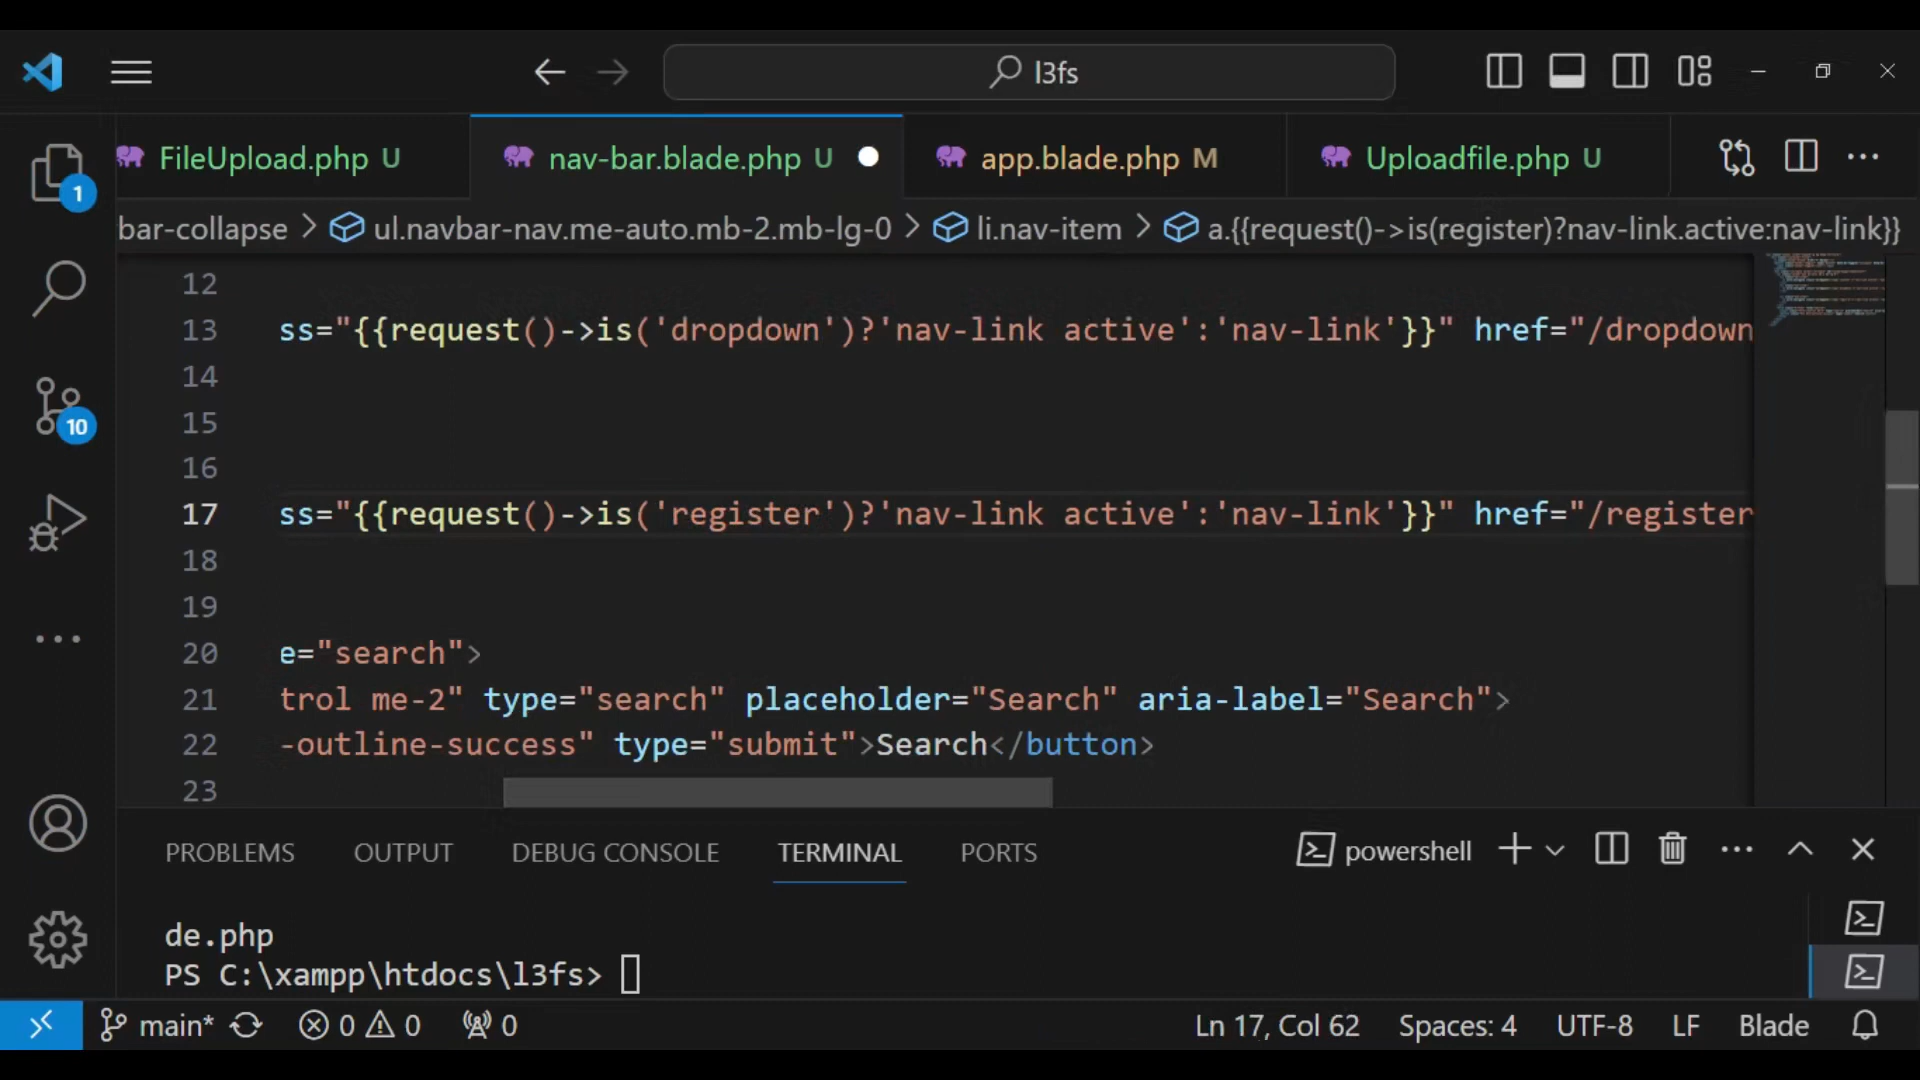 l3fs
FileUpload.php U
nav-bar.blade.php U
app.blade.php M
Uploadfile.php U
1
bar-collapse > ul.navbar-nav.me-auto.mb-2.mb-lg-0 > li.nav-item > a.{{request()->is(register)?nav-link.active:nav-link}}
12
13 ss="{{request()->is('dropdown')?'nav-link active':'nav-link'}}" href="/dropdown
14
15
10
16
17 ss="{{request()->is('register')?'nav-link active':'nav-link'}}" href="/register
18
19
20 e="search">
21 trol me-2" type="search" placeholder="Search" aria-label="Search">
22 -outline-success" type="submit">Search</button>
23
PROBLEMS OUTPUT DEBUG CONSOLE TERMINAL PORTS powershell
de.php
PS C:\xampp\htdocs\l3fs>
main* 0 0 0 Ln 17, Col 62 Spaces: 4 UTF-8 LF Blade